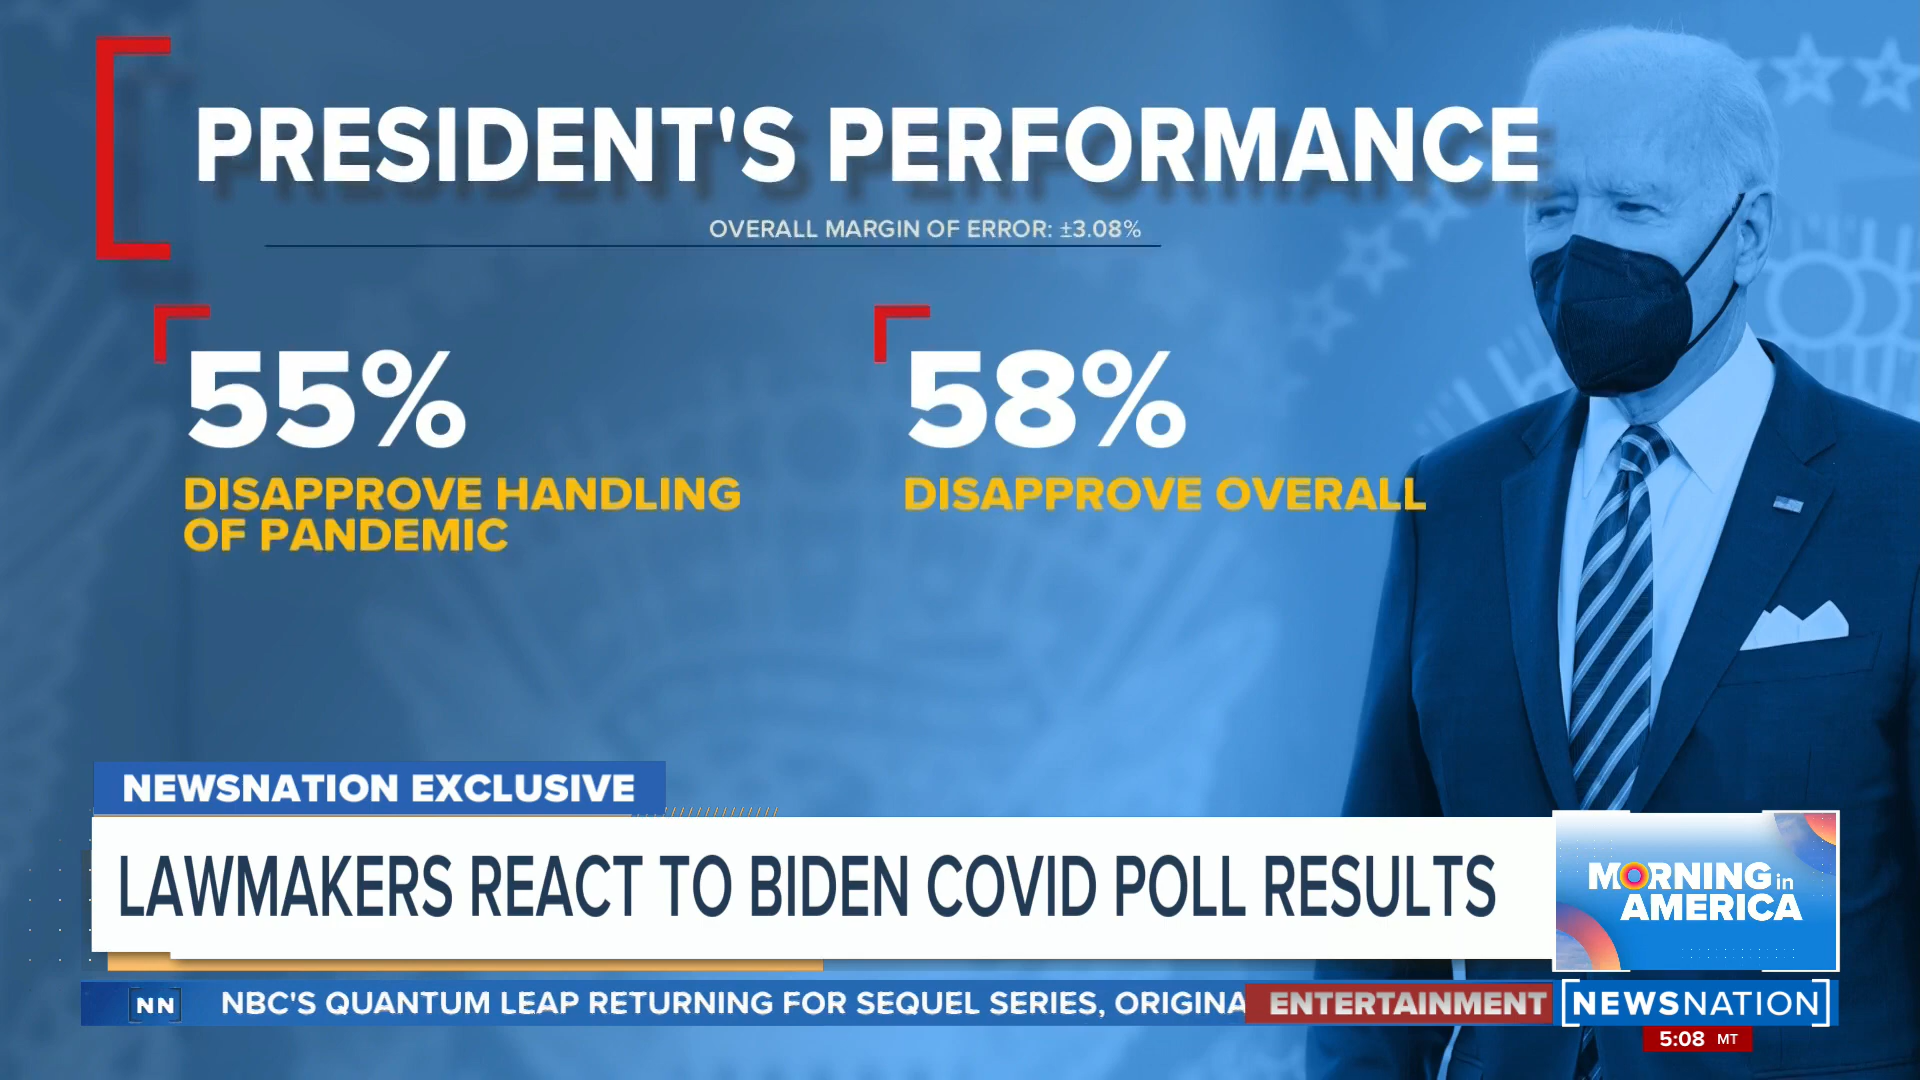 PRESIDENT'S PERFORMANCE
OVERALL MARGIN OF ERROR: ±3.08%
55%
DISAPPROVE HANDLING
OF PANDEMIC
58%
DISAPPROVE OVERALL
NEWSNATION EXCLUSIVE
LAWMAKERS REACT TO BIDEN COVID POLL RESULTS
MORNING in
AMERICA
NN NBC'S QUANTUM LEAP RETURNING FOR SEQUEL SERIES, ORIGINA ENTERTAINMENT NEWSNATION
5:08 MT